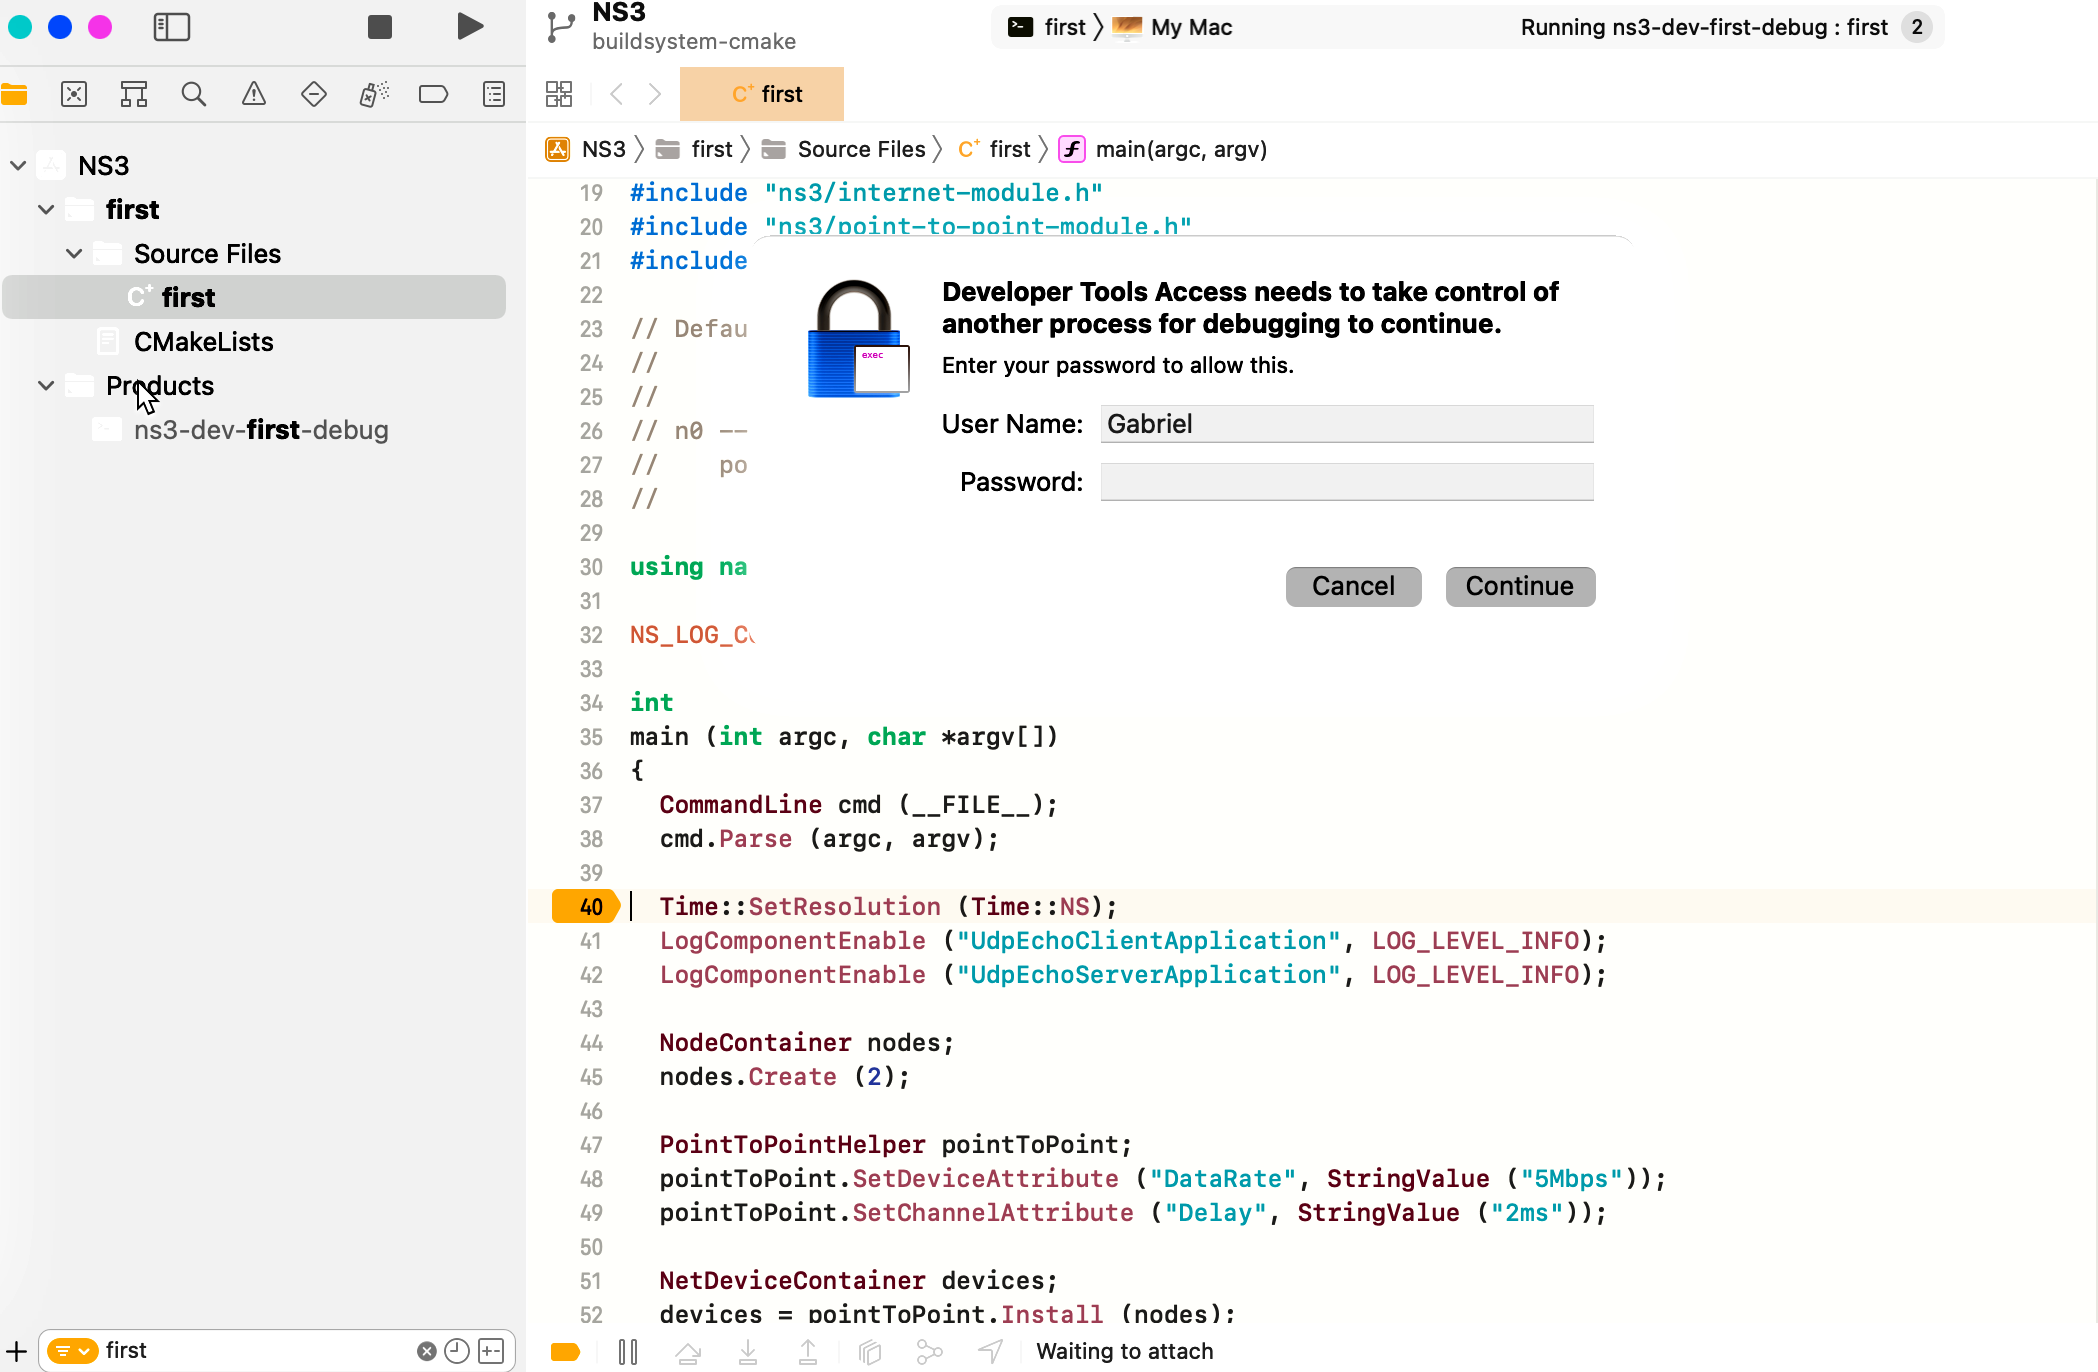 NS3
buildsystem-cmake
first
My Mac
Running ns3-dev-first-debug : first 2
first
NS3
first
Source Files
first
CMakeLists
Products
ns3-dev-first-debug
first
NS3 first Source Files first main(argc, argv)
19 #include "ns3/internet-module.h"
20 #include "ns3/point-to-point-module.h"
21 #include
22
23 // Defau
24 //
25 //
26 // n0 --
27 // po
28 //
29
30 using na
31
32 NS_LOG_C
33
34 int
35 main (int argc, char *argv[])
36 {
37 CommandLine cmd (__FILE__);
38 cmd.Parse (argc, argv);
39
40 Time::SetResolution (Time::NS);
41 LogComponentEnable ("UdpEchoClientApplication", LOG_LEVEL_INFO);
42 LogComponentEnable ("UdpEchoServerApplication", LOG_LEVEL_INFO);
43
44 NodeContainer nodes;
45 nodes.Create (2);
46
47 PointToPointHelper pointToPoint;
48 pointToPoint.SetDeviceAttribute ("DataRate", StringValue ("5Mbps"));
49 pointToPoint.SetChannelAttribute ("Delay", StringValue ("2ms"));
50
51 NetDeviceContainer devices;
52 devices = pointToPoint.Install (nodes);
exec
Developer Tools Access needs to take control of
another process for debugging to continue.
Enter your password to allow this.
User Name: Gabriel
Password:
Cancel Continue
Waiting to attach